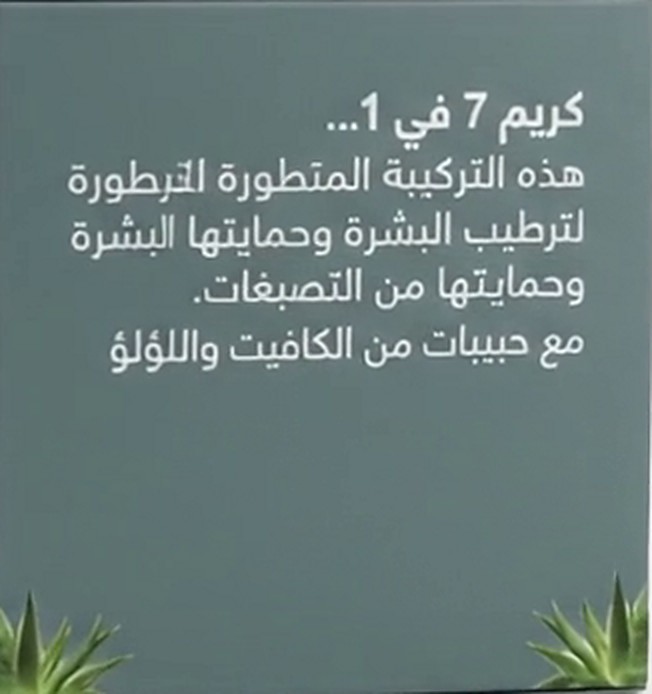 كريم 7 في 1...
هذه التركيبة المتطورة
لترطيب البشرة وحمايتها البشرة
وحمايتها من التصبغات.
مع حبيبات من الكافيت واللؤلؤ